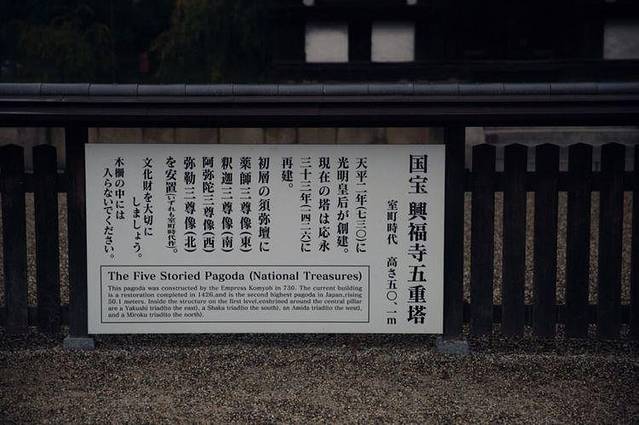 国宝 興福寺五重塔
室町時代 高さ五〇、一m
天平二年(七三〇)に
光明皇后が創建。
現在の塔は応永
三十三年(一四二六)に
再建。
初層の須弥壇に
薬師三尊像(東)
釈迦三尊像(南)
阿弥陀三尊像(西)
弥勒三尊像(北)
を安置(いずれも室町時代作)。
文化財を大切に
しましょう。
木柵の中には
入らないでください。
The Five Storied Pagoda (National Treasures)
This pagoda was constructed by the Empress Komyoh in 730. The current building
is a restoration completed in 1426,and is the second highest pagoda in Japan,rising
50.1 meters. Inside the structure on the first level,enshrined around the central pillar
are a Yakushi triad(to the east), a Shaka triad(to the south), an Amida triad(to the west),
and a Miroku triad(to the north).